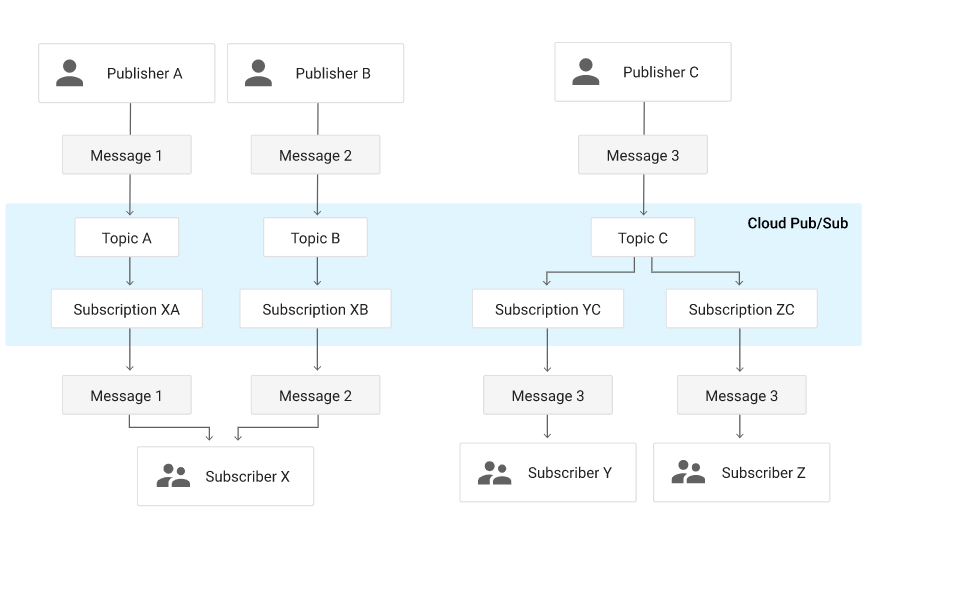 Publisher A
Publisher B
Publisher C
Message 1
Message 2
Message 3
Cloud Pub/Sub
Topic A
Topic B
Topic C
Subscription XA
Subscription XB
Subscription YC
Subscription ZC
Message 1
Message 2
Message 3
Message 3
Subscriber X
Subscriber Y
Subscriber Z